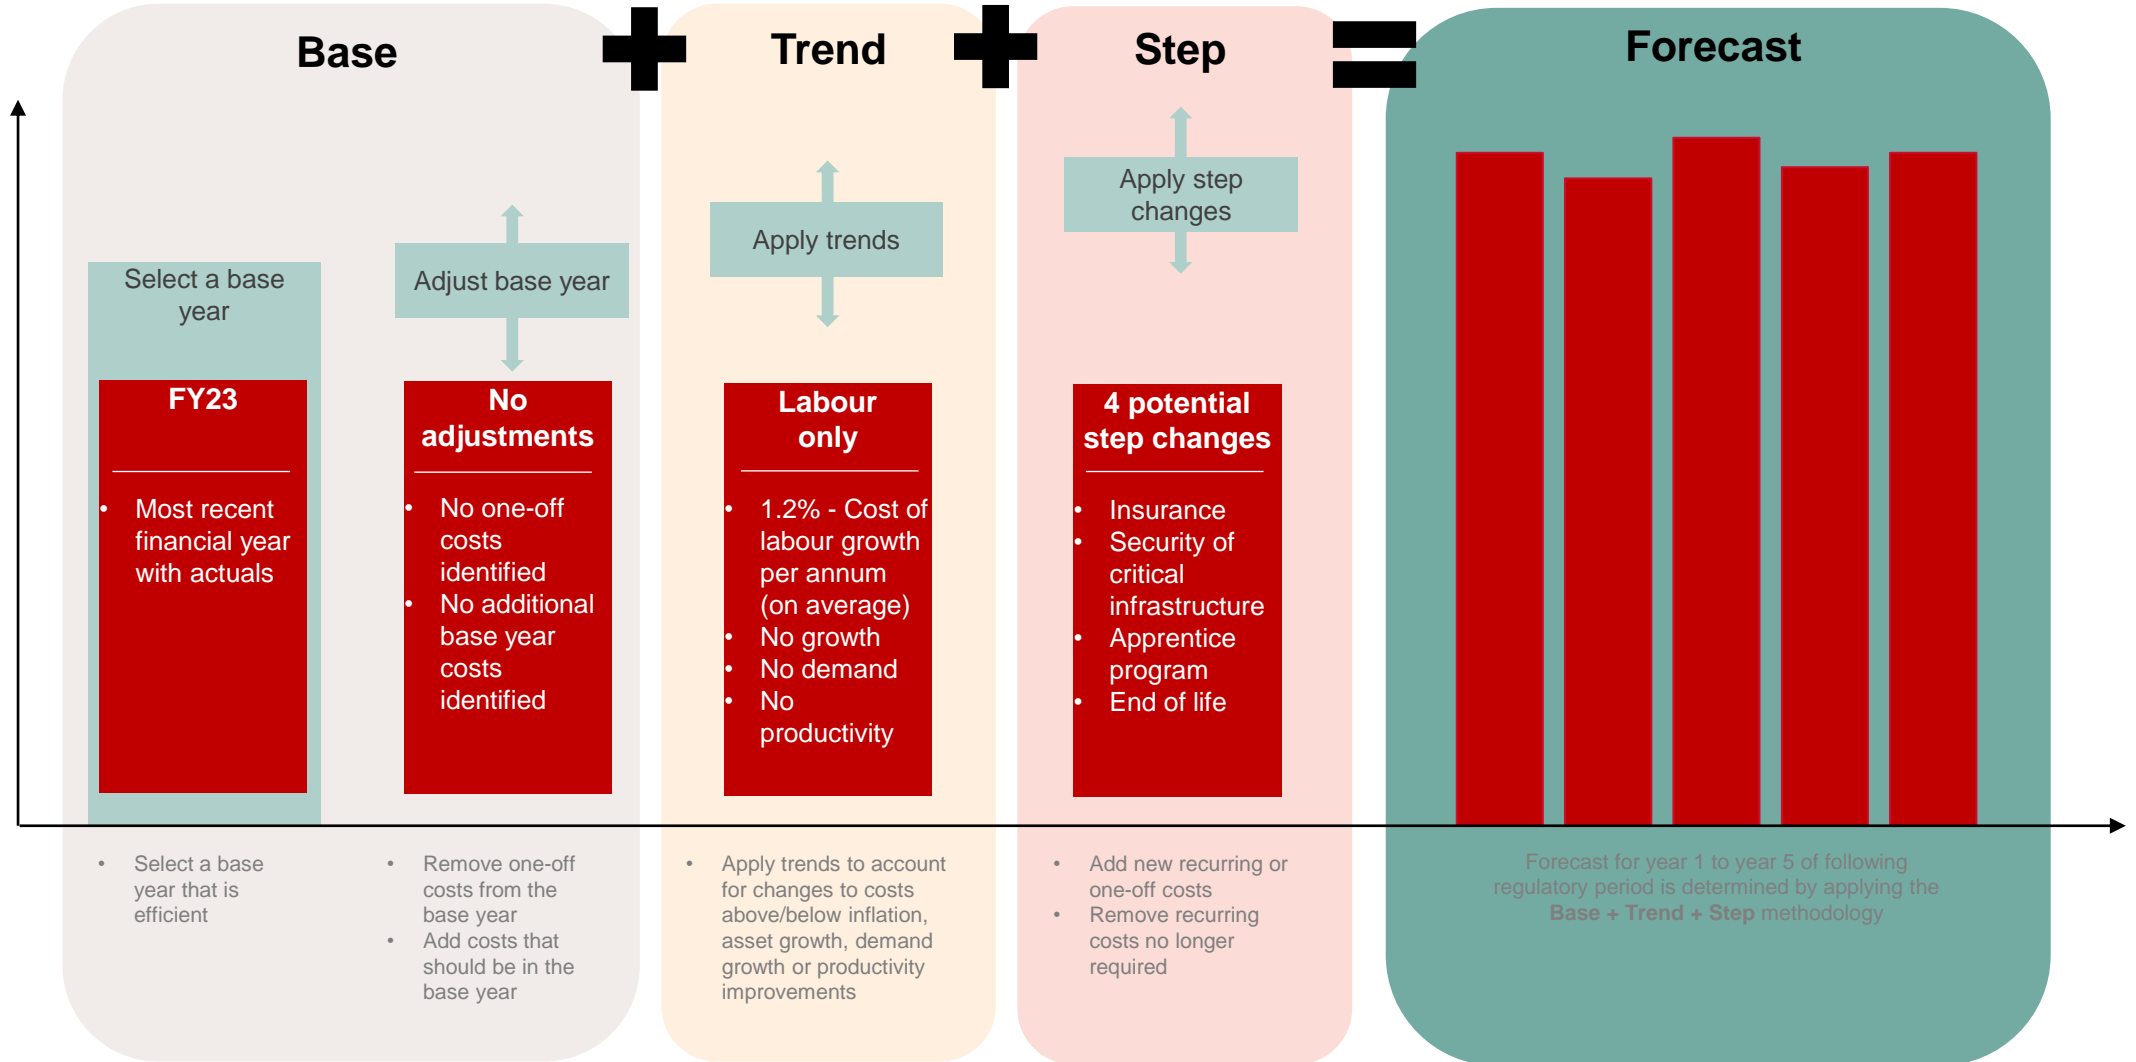 Base
Trend
Step
Forecast
Select a base
year
Adjust base year
Apply trends
Apply step
changes
FY23
• Most recent
financial year
with actuals
No
adjustments
• No one-off
costs
identified
• No additional
base year
costs
identified
Labour
only
• 1.2% - Cost of
labour growth
per annum
(on average)
• No growth
• No demand
• No
productivity
4 potential
step changes
• Insurance
• Security of
critical
infrastructure
• Apprentice
program
• End of life
• Select a base
year that is
efficient
• Remove one-off
costs from the
base year
• Add costs that
should be in the
base year
• Apply trends to account
for changes to costs
above/below inflation,
asset growth, demand
growth or productivity
improvements
• Add new recurring or
one-off costs
• Remove recurring
costs no longer
required
Forecast for year 1 to year 5 of following
regulatory period is determined by applying the
Base + Trend + Step methodology